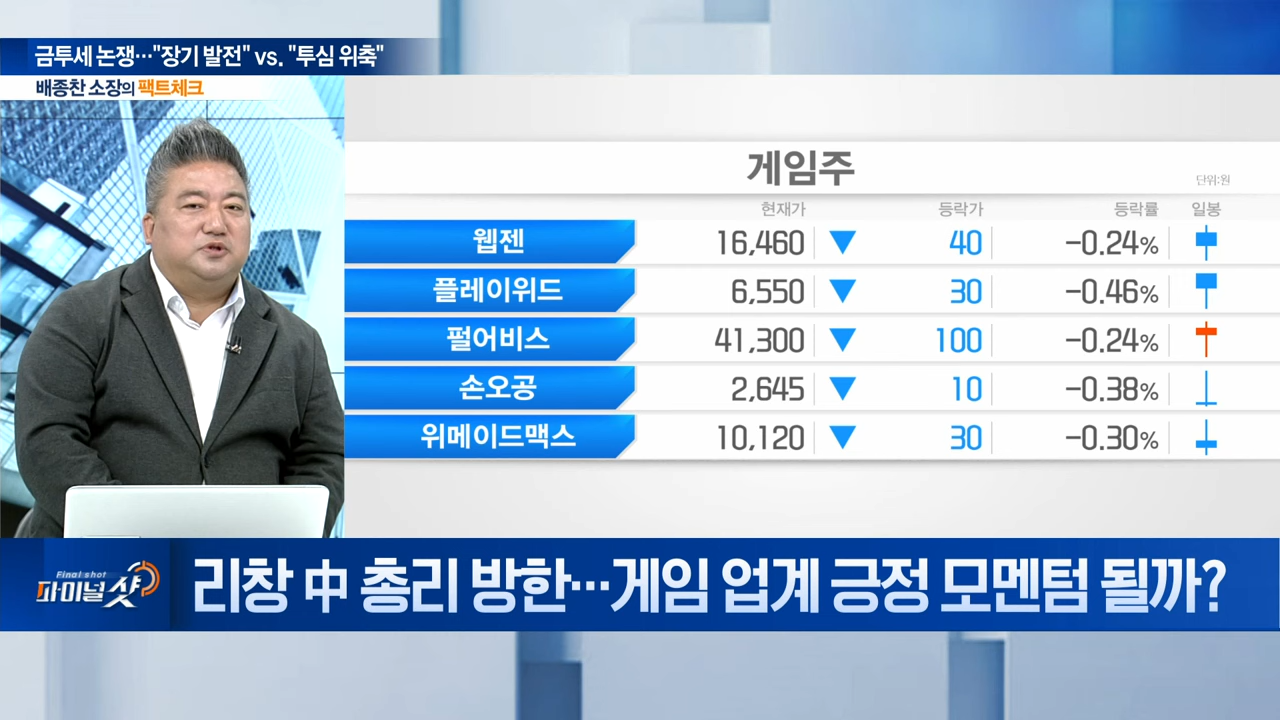 금투세 논쟁…"장기 발전" vs. "투심 위축"
배종찬 소장의 팩트체크
게임주
단위:원
현재가 등락가 등락률 일봉
웹젠 16,460 ▼ 40 -0.24%
플레이위드 6,550 ▼ 30 -0.46%
펄어비스 41,300 ▼ 100 -0.24%
손오공 2,645 ▼ 10 -0.38%
위메이드맥스 10,120 ▼ 30 -0.30%
Final shot
파이널샷
리창 中 총리 방한…게임 업계 긍정 모멘텀 될까?